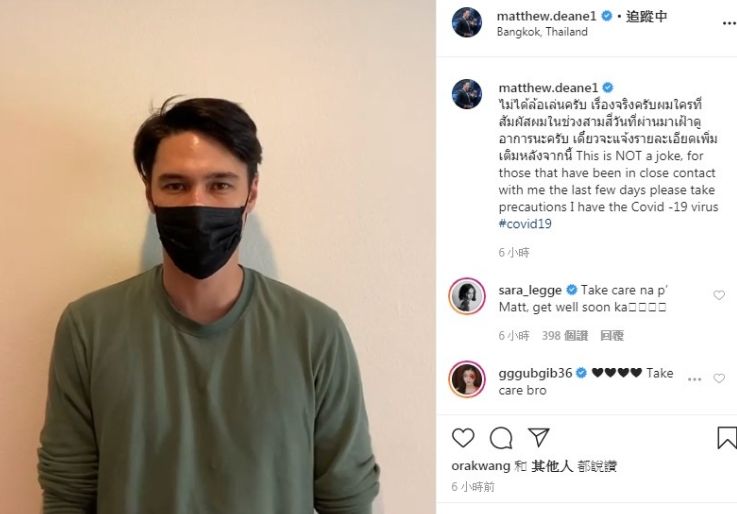 matthew.deane1 • 追蹤中
Bangkok, Thailand
matthew.deane1
ไม่ได้ล้อเล่นครับ เรื่องจริงครับผมใครที่
สัมผัสผมในช่วงสามสี่วันที่ผ่านมาเฝ้าดู
อาการนะครับ เดี๋ยวจะแจ้งรายละเอียดเพิ่ม
เติมหลังจากนี้ This is NOT a joke, for
those that have been in close contact
with me the last few days please take
precautions I have the Covid -19 virus
#covid19
6 小時
sara_legge Take care na p'
Matt, get well soon ka
6 小時 398 個讚 回覆
gggubgib36 ♥♥♥♥ Take
care bro
orakwang 和 其他人 都說讚
6 小時前